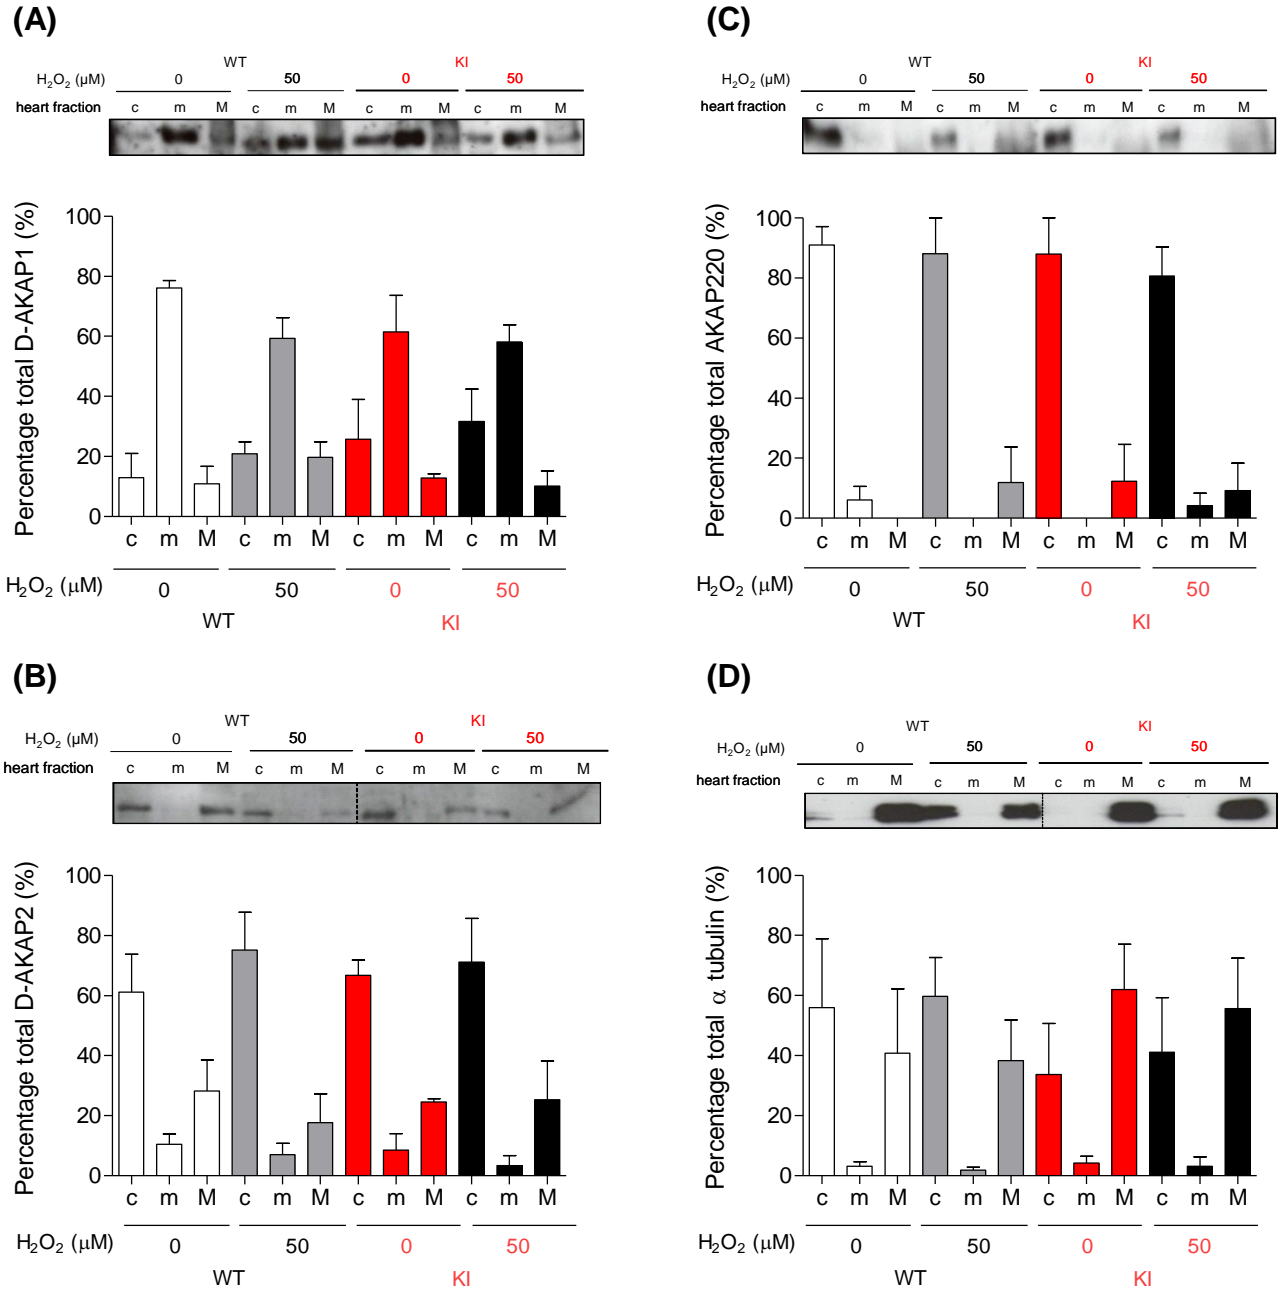 (A)
WT KI
H₂O₂ (µM) 0 50 0 50
heart fraction c m M c m M c m M c m M
Percentage total D-AKAP1 (%)
100
80
60
40
20
0
c m M c m M c m M c m M
H₂O₂ (µM) 0 50 0 50
WT KI
(C)
WT KI
H₂O₂ (µM) 0 50 0 50
heart fraction c m M c m M c m M c m M
Percentage total AKAP220 (%)
100
80
60
40
20
0
c m M c m M c m M c m M
H₂O₂ (µM) 0 50 0 50
WT KI
(B)
WT KI
H₂O₂ (µM) 0 50 0 50
heart fraction c m M c m M c m M c m M
Percentage total D-AKAP2 (%)
100
80
60
40
20
0
c m M c m M c m M c m M
H₂O₂ (µM) 0 50 0 50
WT KI
(D)
WT KI
H₂O₂ (µM) 0 50 0 50
heart fraction c m M c m M c m M c m M
Percentage total α tubulin (%)
100
80
60
40
20
0
c m M c m M c m M c m M
H₂O₂ (µM) 0 50 0 50
WT KI